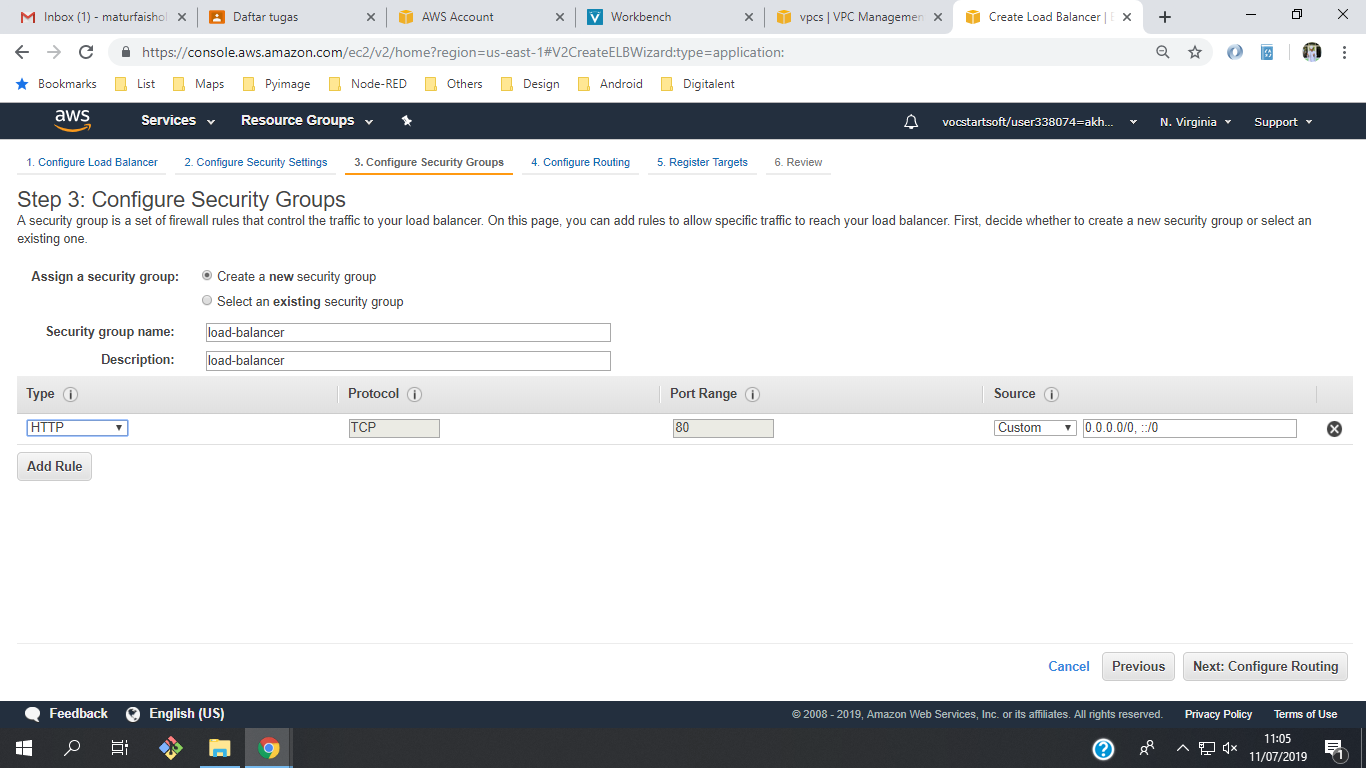 Inbox (1) - maturfaishol
Daftar tugas
AWS Account
Workbench
vpcs | VPC Managemen
Create Load Balancer | E
https://console.aws.amazon.com/ec2/v2/home?region=us-east-1#V2CreateELBWizard:type=application:
Bookmarks
List
Maps
Pyimage
Node-RED
Others
Design
Android
Digitalent
aws
Services
Resource Groups
vocstartsoft/user338074=akh...
N. Virginia
Support
1. Configure Load Balancer
2. Configure Security Settings
3. Configure Security Groups
4. Configure Routing
5. Register Targets
6. Review
Step 3: Configure Security Groups
A security group is a set of firewall rules that control the traffic to your load balancer. On this page, you can add rules to allow specific traffic to reach your load balancer. First, decide whether to create a new security group or select an
existing one.
Assign a security group:
Create a new security group
Select an existing security group
Security group name:
load-balancer
Description:
load-balancer
Type
Protocol
Port Range
Source
HTTP
TCP
80
Custom
0.0.0.0/0, ::/0
Add Rule
Cancel
Previous
Next: Configure Routing
Feedback
English (US)
© 2008 - 2019, Amazon Web Services, Inc. or its affiliates. All rights reserved.
Privacy Policy
Terms of Use
11:05
11/07/2019
1